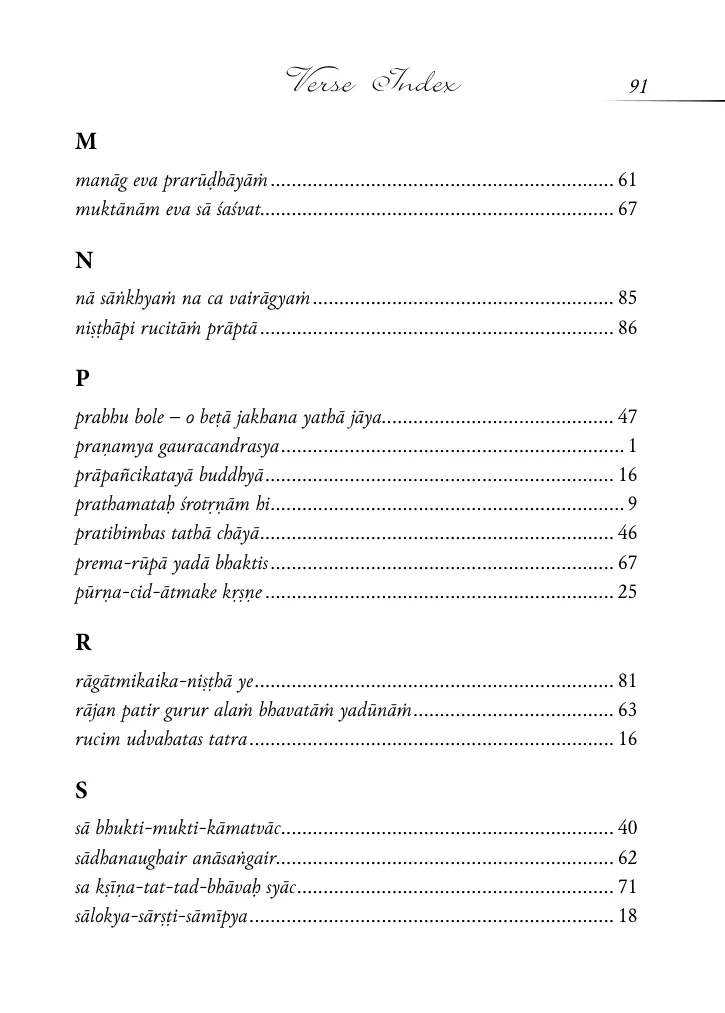 Verse Index 91
M
manāg eva prarūḍhāyāṁ ........................................................................ 61
muktānām eva sā śaśvat........................................................................ 67
N
nā sāṅkhyaṁ na ca vairāgyaṁ ........................................................... 85
niṣṭhāpi rucitāṁ prāptā ........................................................................ 86
P
prabhu bole – o beṭā jakhana yathā jāya................................................ 47
praṇamya gauracandrasya ........................................................................ 1
prāpañcikatayā buddhyā ........................................................................ 16
prathamataḥ śrotṛṇām hi........................................................................ 9
pratibimbas tathā chāyā........................................................................ 46
prema-rūpā yadā bhaktis ........................................................................ 67
pūrṇa-cid-ātmake kṛṣṇe ........................................................................ 25
R
rāgātmikaika-niṣṭhā ye........................................................................ 81
rājan patir gurur alaṁ bhavatāṁ yadūnāṁ.......................................... 63
rucim udvahatas tatra ........................................................................ 16
S
sā bhukti-mukti-kāmatvāc.................................................................... 40
sādhanaughair anāsaṅgair.................................................................... 62
sa kṣīṇa-tat-tad-bhāvaḥ syāc................................................................ 71
sālokya-sārṣṭi-sāmīpya ........................................................................ 18